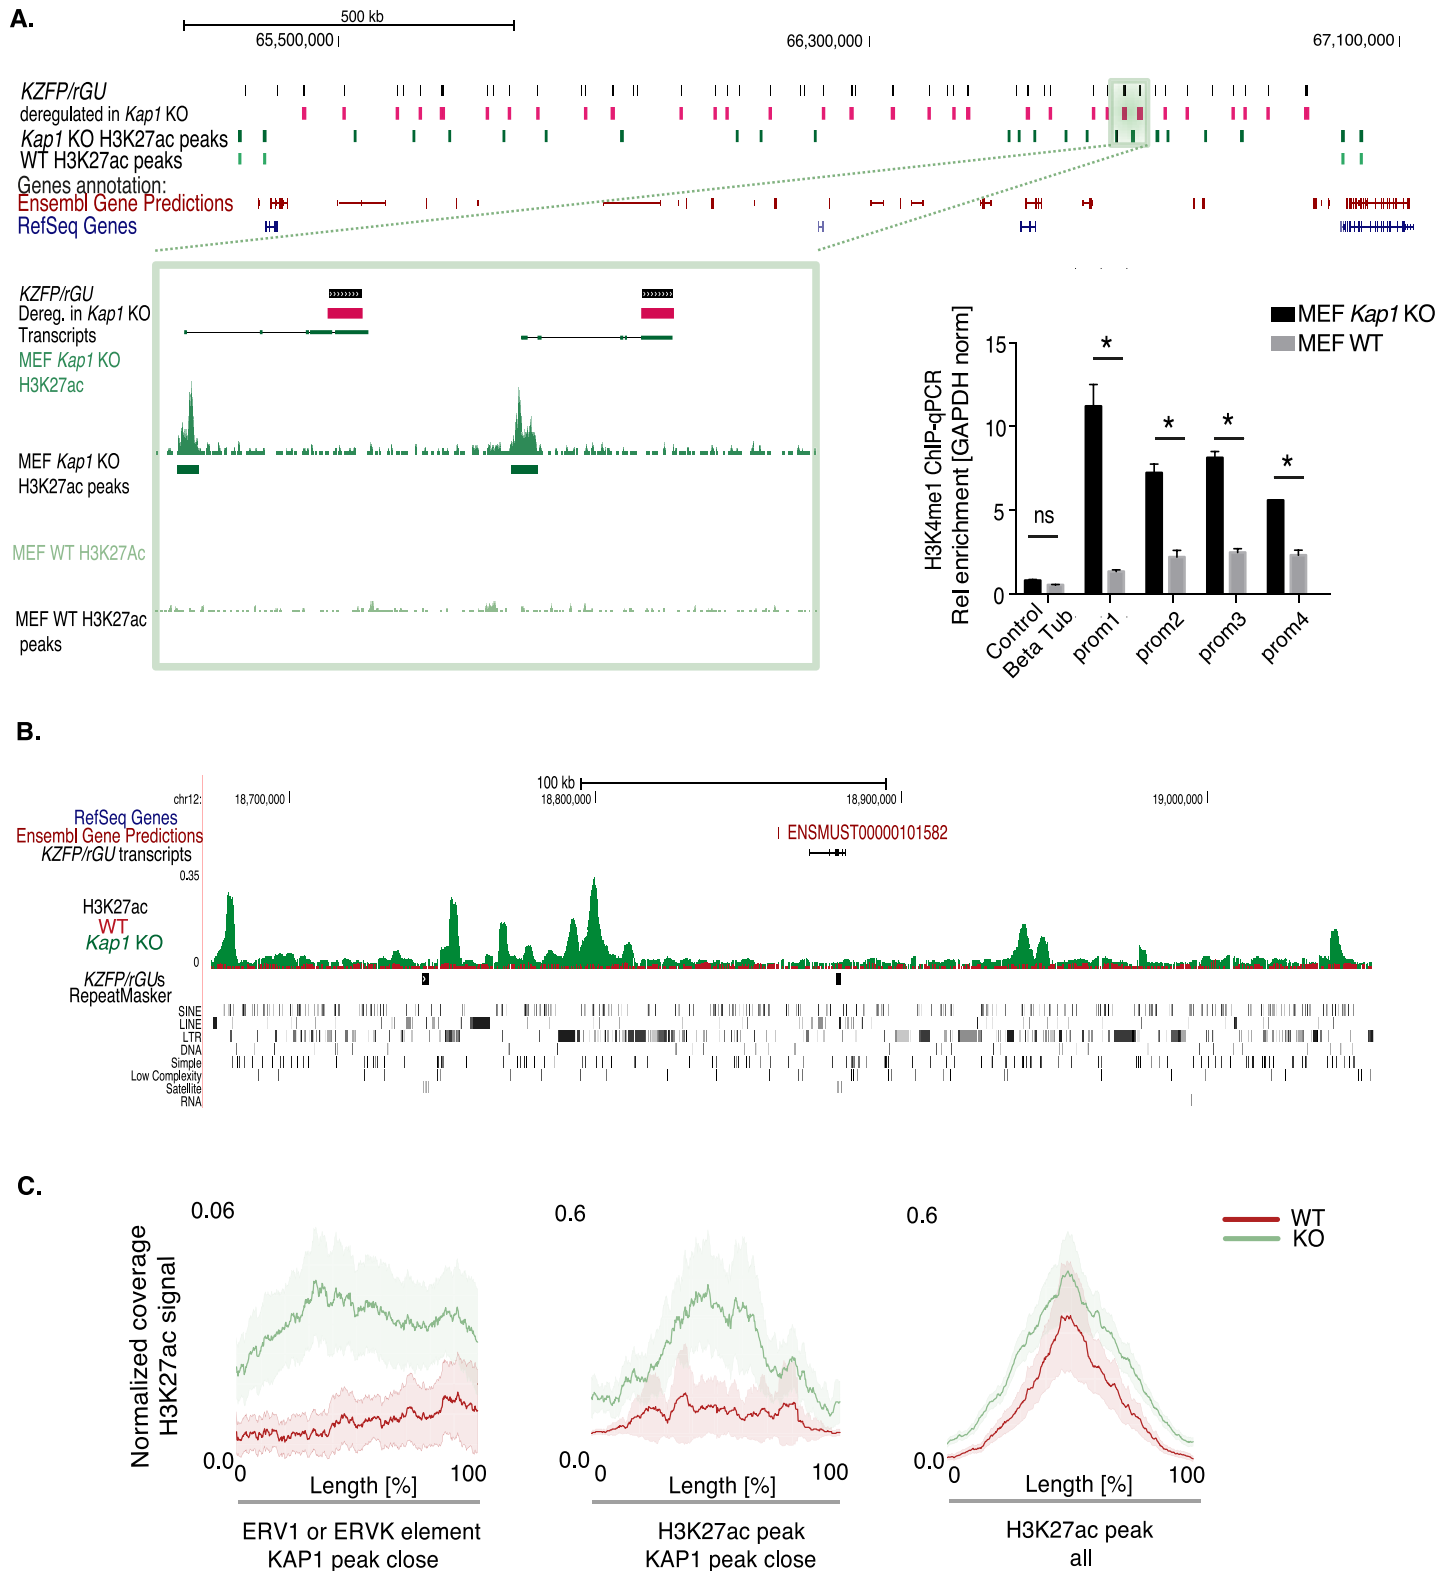 A.
500 kb
65,500,000
66,300,000
67,100,000
KZFP/rGU
deregulated in Kap1 KO
Kap1 KO H3K27ac peaks
WT H3K27ac peaks
Genes annotation:
Ensembl Gene Predictions
RefSeq Genes
KZFP/rGU
Dereg. in Kap1 KO
Transcripts
MEF Kap1 KO
H3K27ac
MEF Kap1 KO
H3K27ac peaks
MEF WT H3K27Ac
MEF WT H3K27ac
peaks
MEF Kap1 KO
MEF WT
H3K4me1 ChIP-qPCR
Rel enrichment [GAPDH norm]
15
10
5
0
ns
*
*
*
*
Control
Beta Tub
prom1
prom2
prom3
prom4
B.
100 kb
chr12:
18,700,000
18,800,000
18,900,000
19,000,000
RefSeq Genes
Ensembl Gene Predictions
ENSMUST00000101582
KZFP/rGU transcripts
0.35
H3K27ac
WT
Kap1 KO
0
KZFP/rGUs
RepeatMasker
SINE
LINE
LTR
DNA
Simple
Low Complexity
Satellite
RNA
C.
Normalized coverage
H3K27ac signal
0.06
0.0
0
100
Length [%]
ERV1 or ERVK element
KAP1 peak close
0.6
0.0
0
100
Length [%]
H3K27ac peak
KAP1 peak close
0.6
0.0
0
100
Length [%]
H3K27ac peak
all
WT
KO